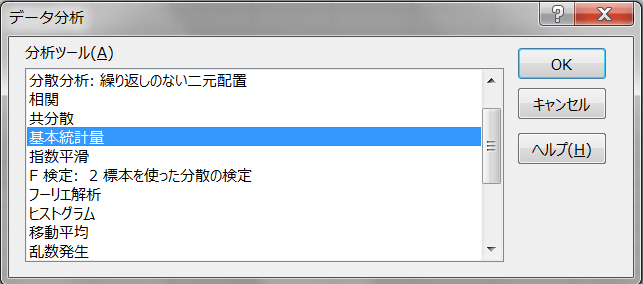 データ分析
分析ツール(A)
分散分析: 繰り返しのない二元配置
相関
共分散
基本統計量
指数平滑
F 検定: 2 標本を使った分散の検定
フーリエ解析
ヒストグラム
移動平均
乱数発生
OK
キャンセル
ヘルプ(H)